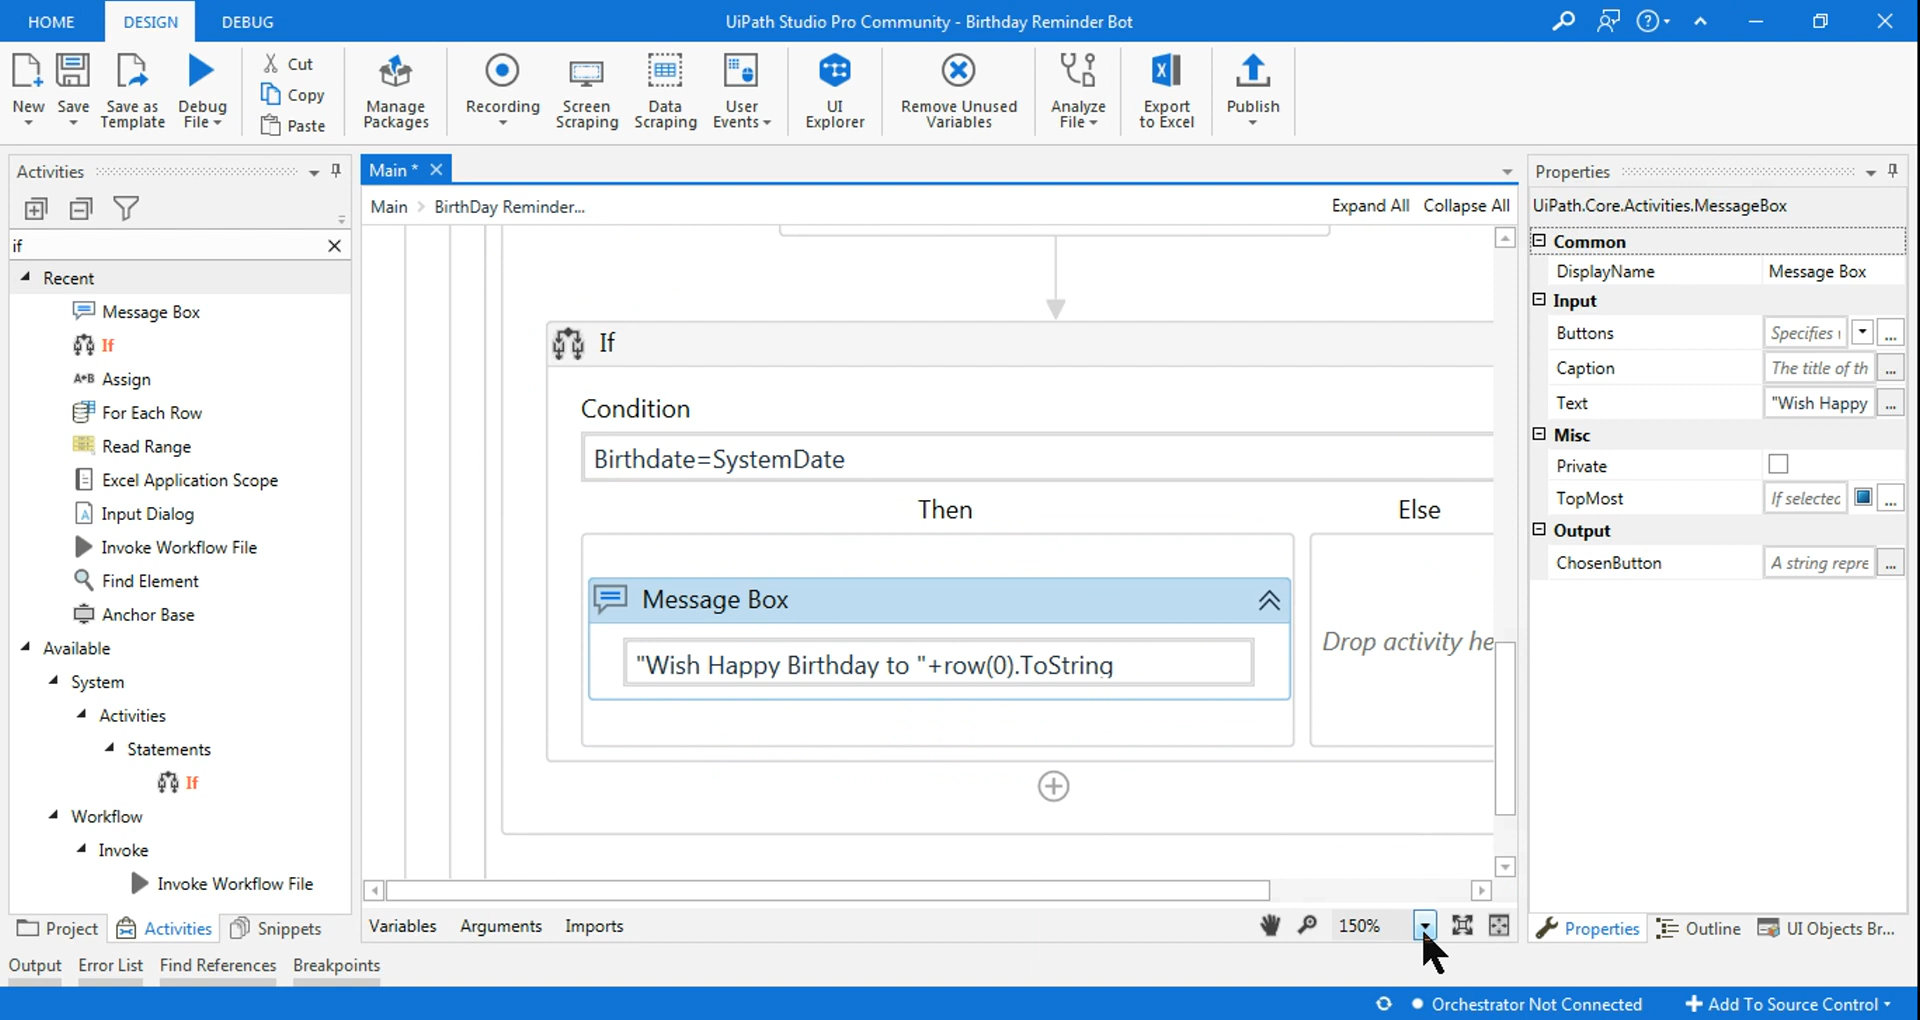 HOME DESIGN DEBUG UiPath Studio Pro Community - Birthday Reminder Bot
New Save Save as Template Debug File
Cut
Copy
Paste
Manage Packages
Recording Screen Scraping Data Scraping User Events
UI Explorer
Remove Unused Variables
Analyze File
Export to Excel
Publish
Activities
if
Recent
Message Box
If
A+B Assign
For Each Row
Read Range
Excel Application Scope
Input Dialog
Invoke Workflow File
Find Element
Anchor Base
Available
System
Activities
Statements
If
Workflow
Invoke
Invoke Workflow File
Project Activities Snippets
Main *
Main BirthDay Reminder... Expand All Collapse All
If
Condition
Birthdate=SystemDate
Then Else
Message Box
"Wish Happy Birthday to "+row(0).ToString
Drop activity he
Variables Arguments Imports 150%
Properties
UiPath.Core.Activities.MessageBox
Common
DisplayName Message Box
Input
Buttons Specifies ...
Caption The title of th ...
Text "Wish Happy ...
Misc
Private
TopMost If selected ...
Output
ChosenButton A string repre ...
Properties Outline UI Objects Br...
Output Error List Find References Breakpoints
Orchestrator Not Connected Add To Source Control